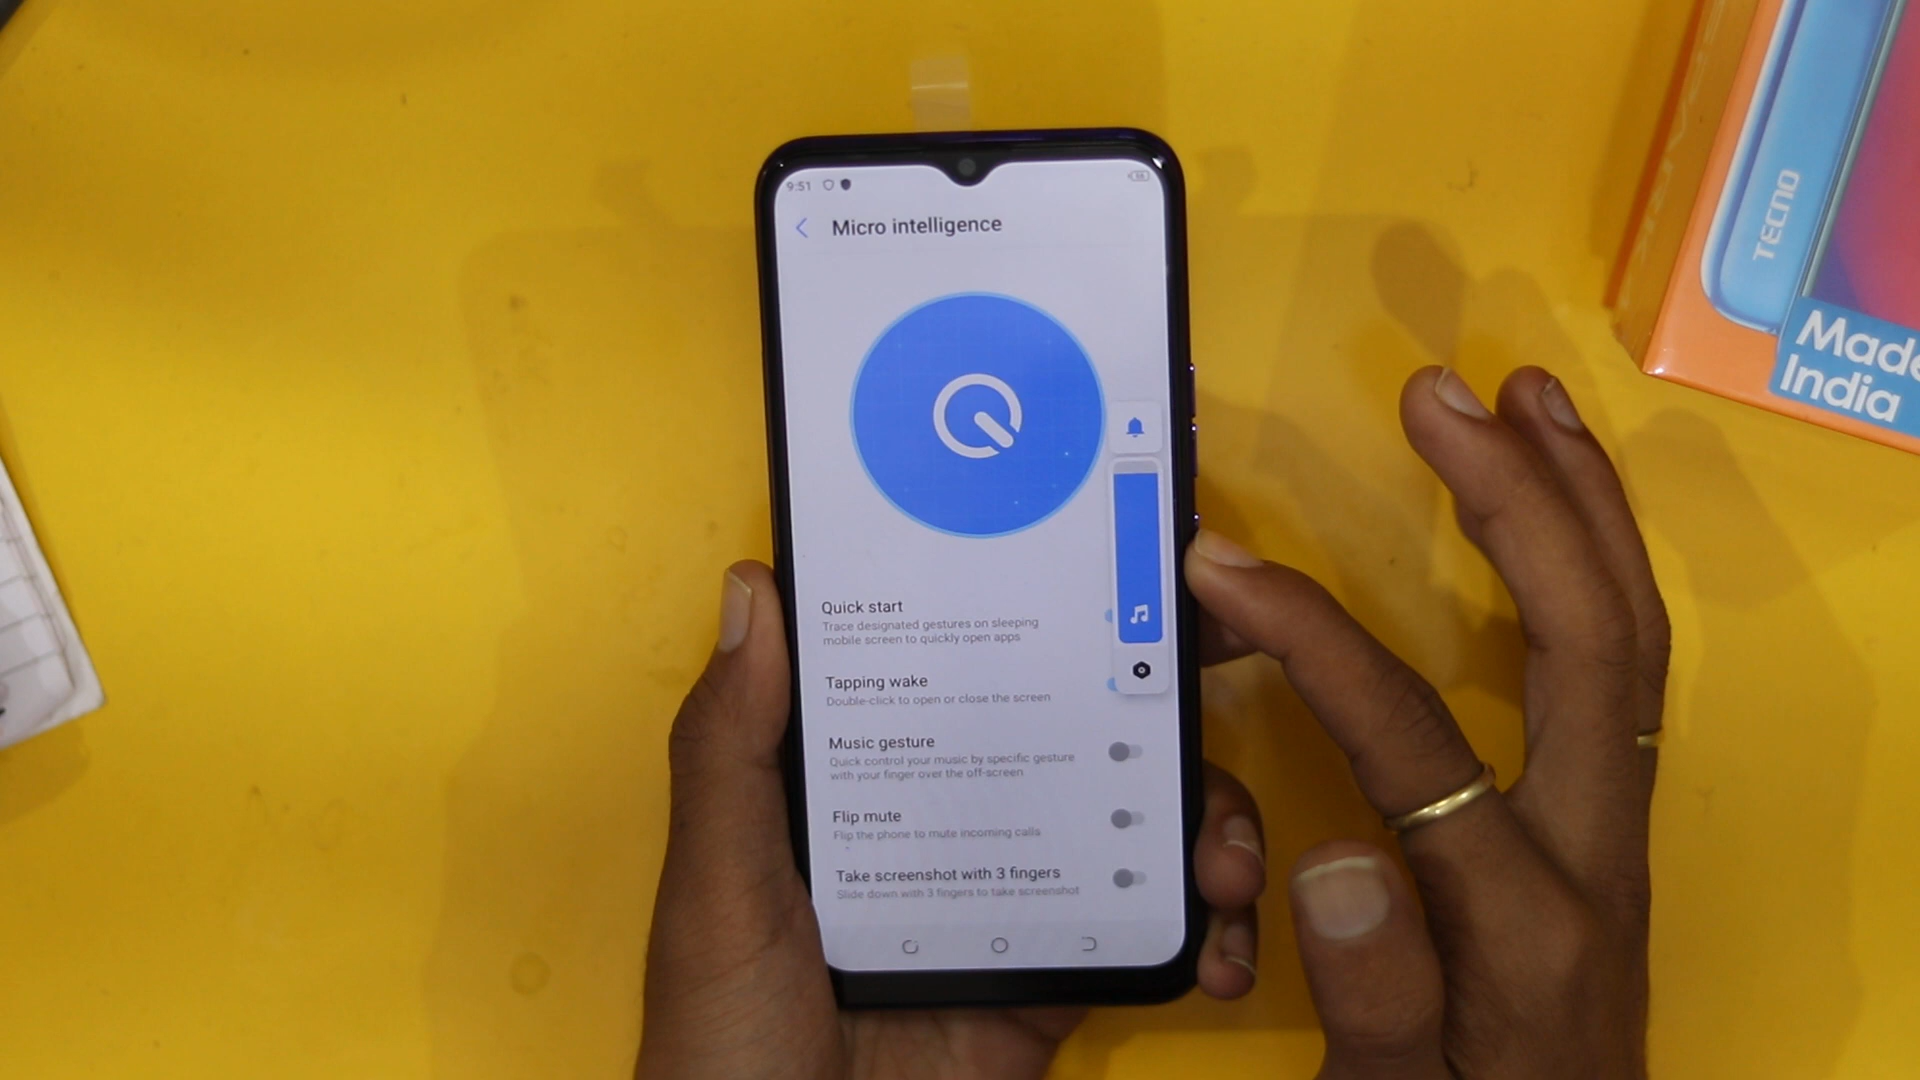 9:51
Micro intelligence
Quick start
Trace designated gestures on sleeping
mobile screen to quickly open apps
Tapping wake
Double-click to open or close the screen
Music gesture
Quick control your music by specific gesture
with your finger over the off-screen
Flip mute
Flip the phone to mute incoming calls
Take screenshot with 3 fingers
Slide down with 3 fingers to take screenshot
TECNO
Made
India